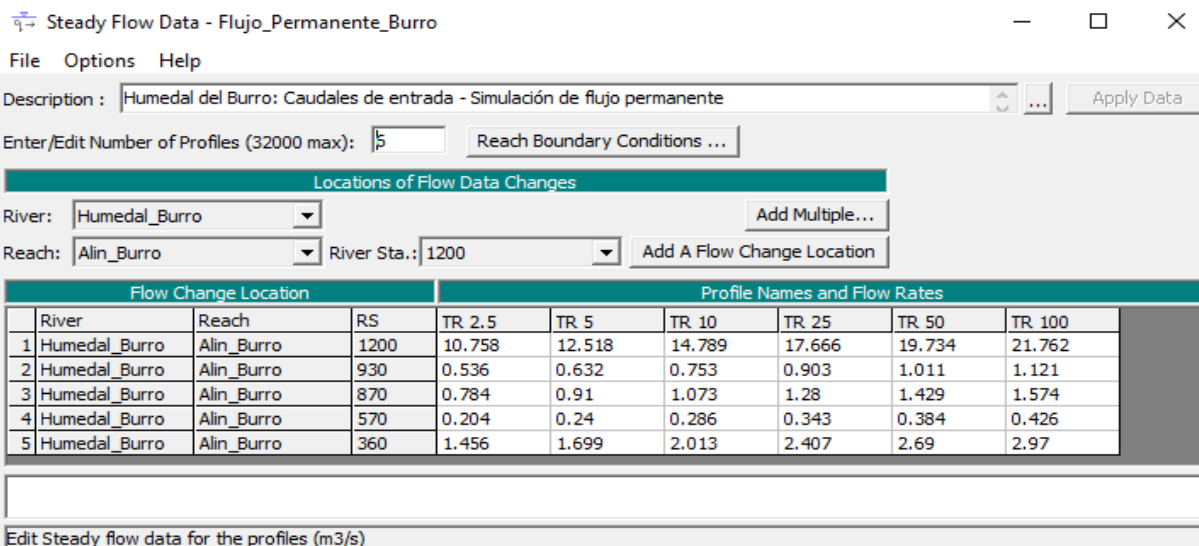 Steady Flow Data - Flujo_Permanente_Burro
File Options Help
Description : Humedal del Burro: Caudales de entrada - Simulación de flujo permanente ... Apply Data
Enter/Edit Number of Profiles (32000 max): 5 Reach Boundary Conditions ...
Locations of Flow Data Changes
River: Humedal_Burro Add Multiple...
Reach: Alin_Burro River Sta.: 1200 Add A Flow Change Location
Flow Change Location Profile Names and Flow Rates
River Reach RS TR 2.5 TR 5 TR 10 TR 25 TR 50 TR 100
1 Humedal_Burro Alin_Burro 1200 10.758 12.518 14.789 17.666 19.734 21.762
2 Humedal_Burro Alin_Burro 930 0.536 0.632 0.753 0.903 1.011 1.121
3 Humedal_Burro Alin_Burro 870 0.784 0.91 1.073 1.28 1.429 1.574
4 Humedal_Burro Alin_Burro 570 0.204 0.24 0.286 0.343 0.384 0.426
5 Humedal_Burro Alin_Burro 360 1.456 1.699 2.013 2.407 2.69 2.97
Edit Steady flow data for the profiles (m3/s)